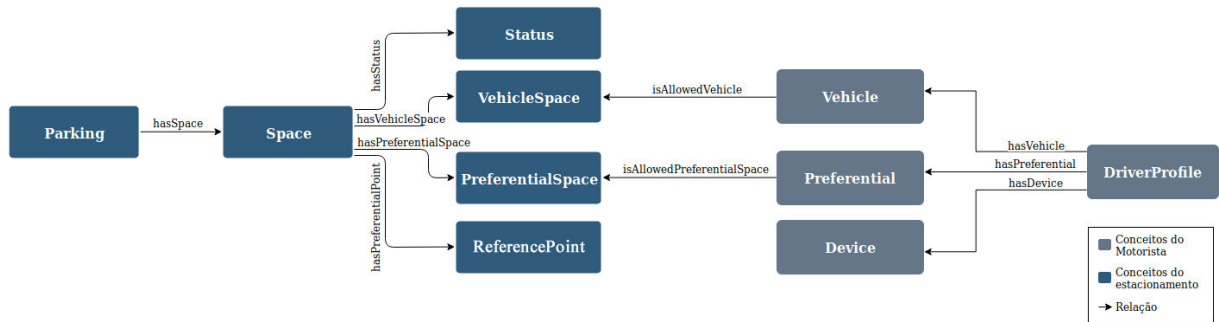 Status
hasStatus
VehicleSpace
isAllowedVehicle
Vehicle
Parking
hasSpace
Space
hasVehicleSpace
hasPreferentialSpace
hasVehicle
hasPreferential
hasDevice
DriverProfile
PreferentialSpace
isAllowedPreferentialSpace
Preferential
hasPreferentialPoint
ReferencePoint
Device
Conceitos do
Motorista
Conceitos do
estacionamento
Relação